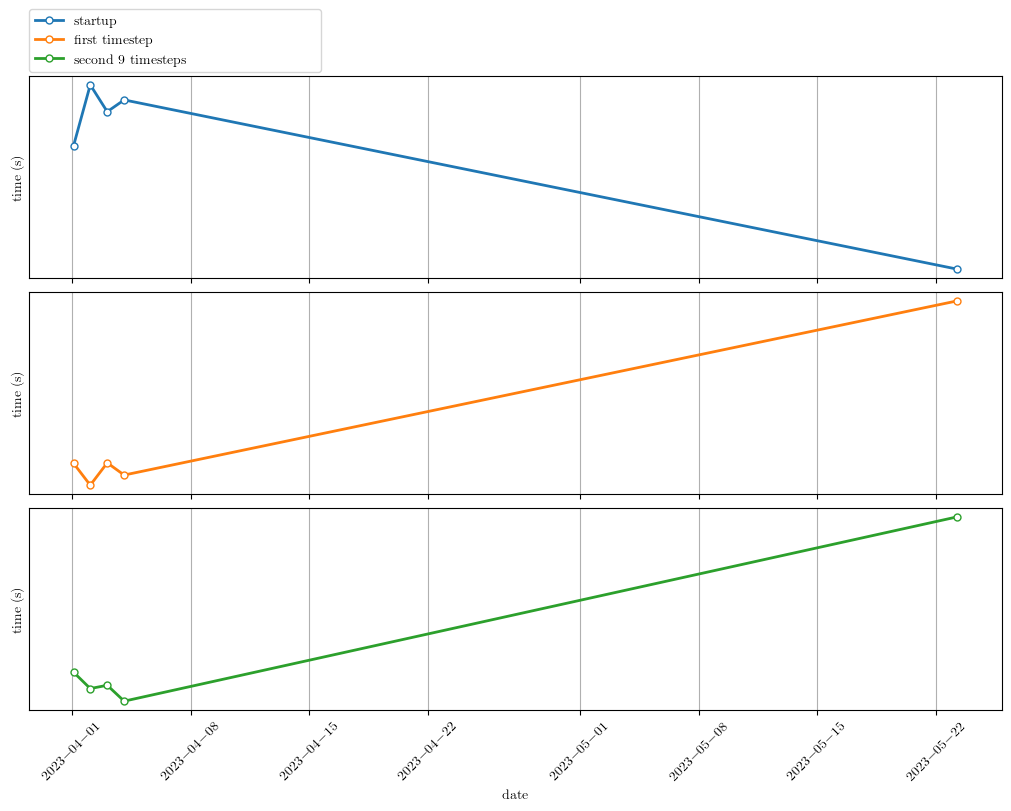 startup
first timestep
second 9 timesteps
time (s)
time (s)
time (s)
2023−04−01
2023−04−08
2023−04−15
2023−04−22
2023−05−01
2023−05−08
2023−05−15
2023−05−22
date